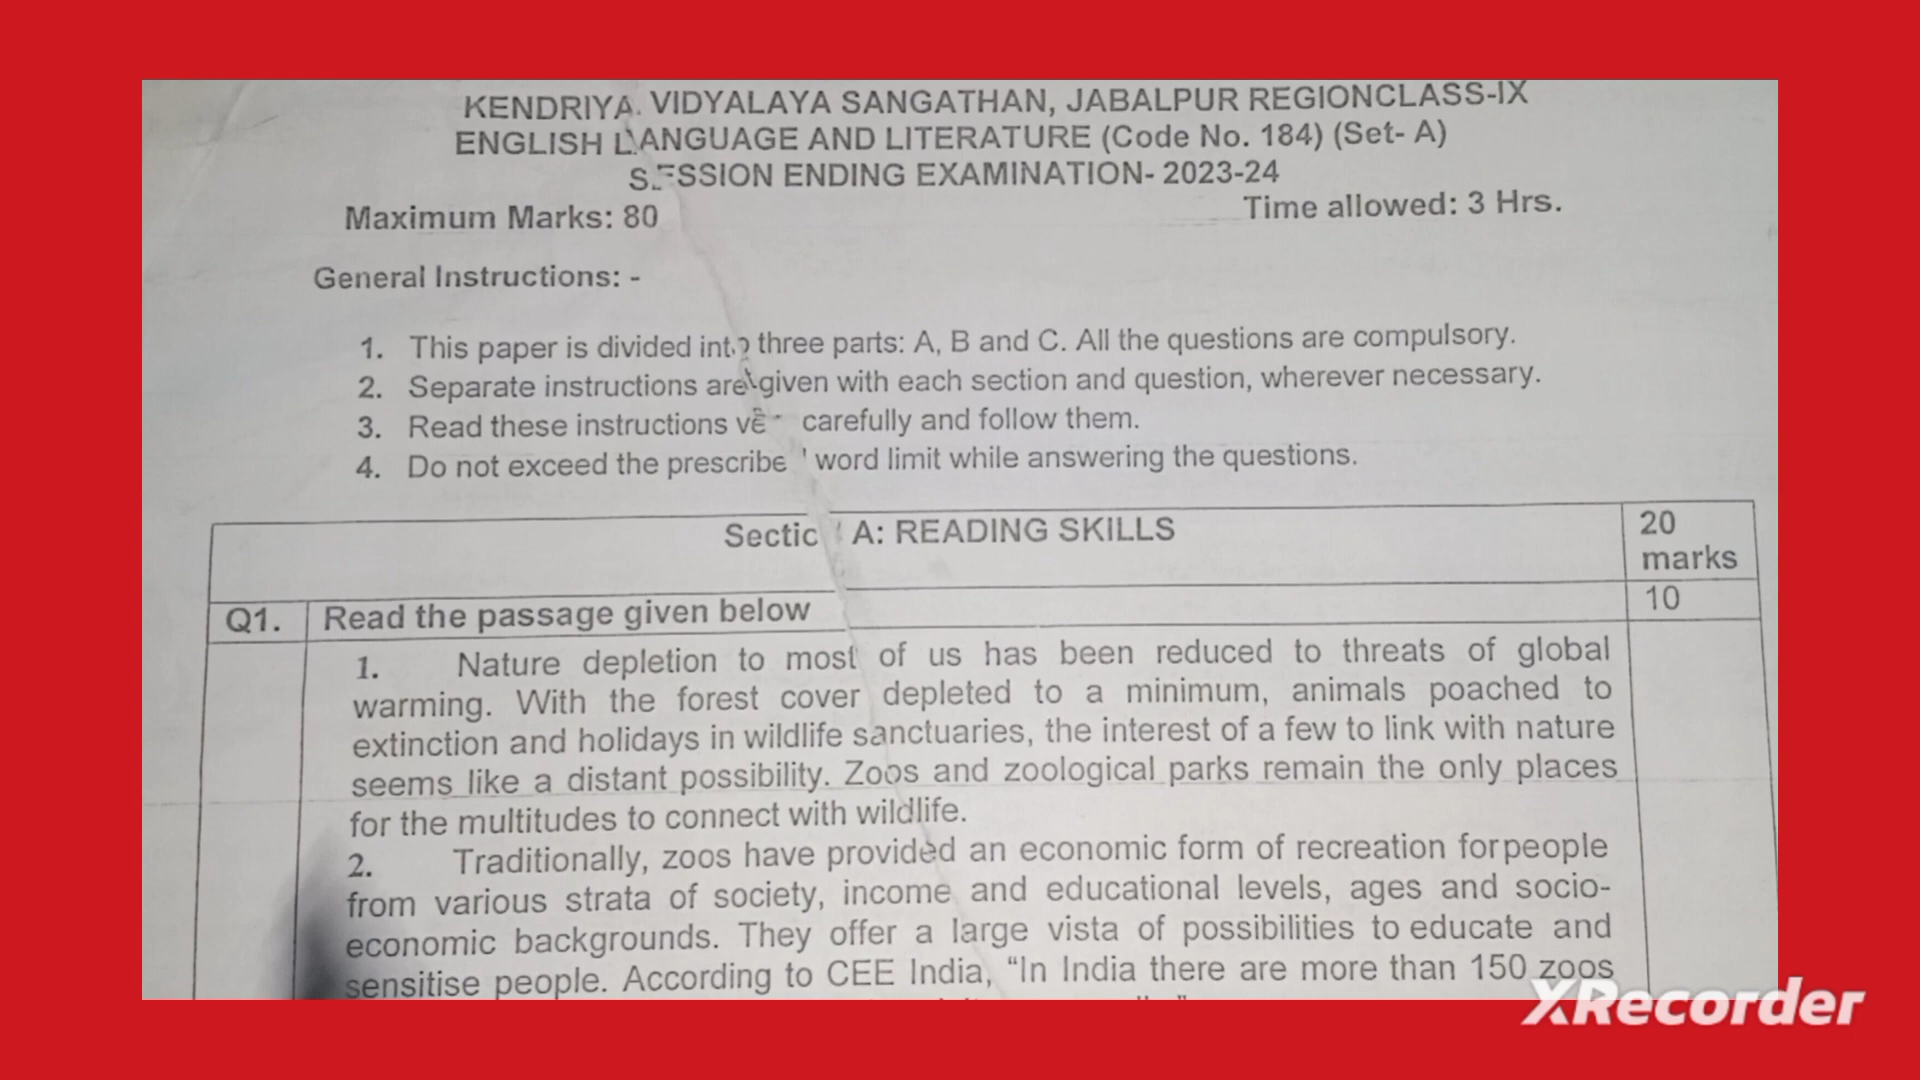 KENDRIYA VIDYALAYA SANGATHAN, JABALPUR REGIONCLASS-IX
ENGLISH LANGUAGE AND LITERATURE (Code No. 184) (Set- A)
SESSION ENDING EXAMINATION- 2023-24
Maximum Marks: 80 Time allowed: 3 Hrs.
General Instructions: -
1. This paper is divided into three parts: A, B and C. All the questions are compulsory.
2. Separate instructions are given with each section and question, wherever necessary.
3. Read these instructions carefully and follow them.
4. Do not exceed the prescribe word limit while answering the questions.
Sectic A: READING SKILLS 20
marks
Q1. Read the passage given below 10
1. Nature depletion to most of us has been reduced to threats of global
warming. With the forest cover depleted to a minimum, animals poached to
extinction and holidays in wildlife sanctuaries, the interest of a few to link with nature
seems like a distant possibility. Zoos and zoological parks remain the only places
for the multitudes to connect with wildlife.
2. Traditionally, zoos have provided an economic form of recreation forpeople
from various strata of society, income and educational levels, ages and socio-
economic backgrounds. They offer a large vista of possibilities to educate and
sensitise people. According to CEE India, “In India there are more than 150 zoos
XRecorder